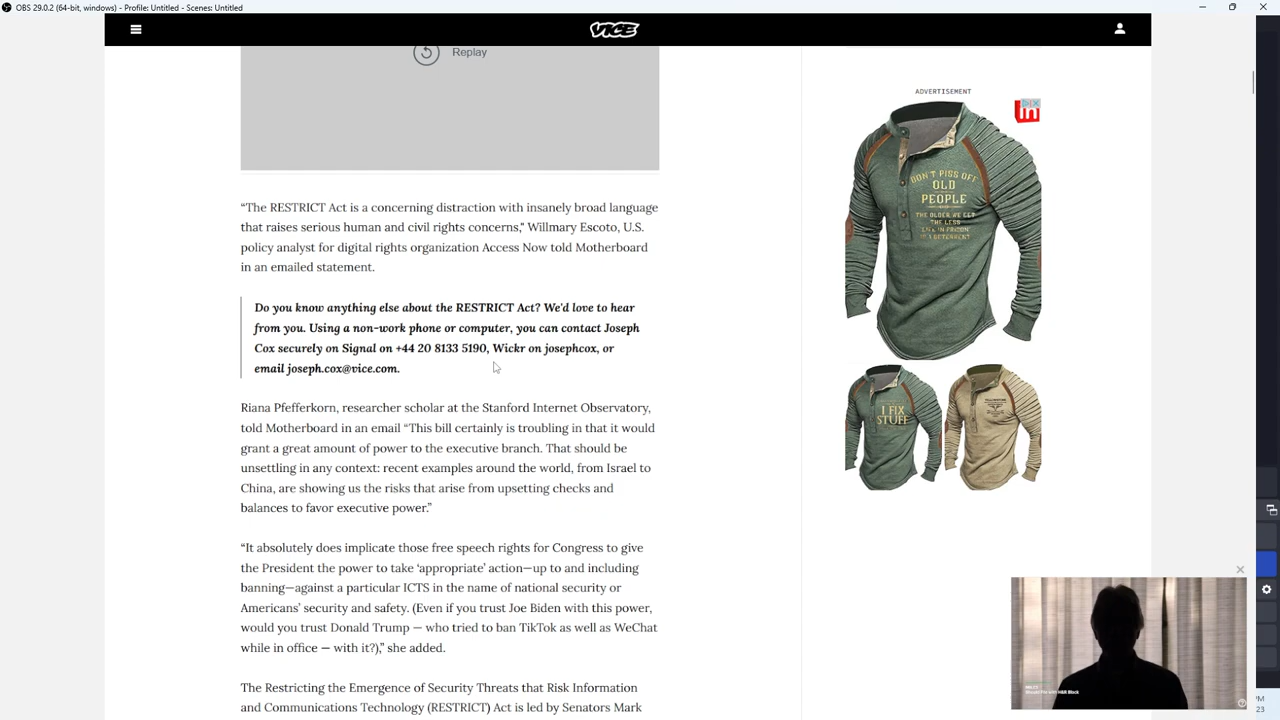 OBS 29.0.2 (64-bit, windows) - Profile: Untitled - Scenes: Untitled
VICE
Replay
“The RESTRICT Act is a concerning distraction with insanely broad language
that raises serious human and civil rights concerns," Willmary Escoto, U.S.
policy analyst for digital rights organization Access Now told Motherboard
in an emailed statement.
Do you know anything else about the RESTRICT Act? We'd love to hear
from you. Using a non-work phone or computer, you can contact Joseph
Cox securely on Signal on +44 20 8133 5190, Wickr on josephcox, or
email joseph.cox@vice.com.
Riana Pfefferkorn, researcher scholar at the Stanford Internet Observatory,
told Motherboard in an email “This bill certainly is troubling in that it would
grant a great amount of power to the executive branch. That should be
unsettling in any context: recent examples around the world, from Israel to
China, are showing us the risks that arise from upsetting checks and
balances to favor executive power.”
“It absolutely does implicate those free speech rights for Congress to give
the President the power to take ‘appropriate’ action—up to and including
banning—against a particular ICTS in the name of national security or
Americans’ security and safety. (Even if you trust Joe Biden with this power,
would you trust Donald Trump — who tried to ban TikTok as well as WeChat
while in office — with it?),” she added.
The Restricting the Emergence of Security Threats that Risk Information
and Communications Technology (RESTRICT) Act is led by Senators Mark
ADVERTISEMENT
DON'T PISS OFF
OLD
PEOPLE
THE OLDER WE GET
THE LESS
LIFE IN PRISON
IS A DETERRENT
I FIX
STUFF
Should File with H&R Block
PM
23